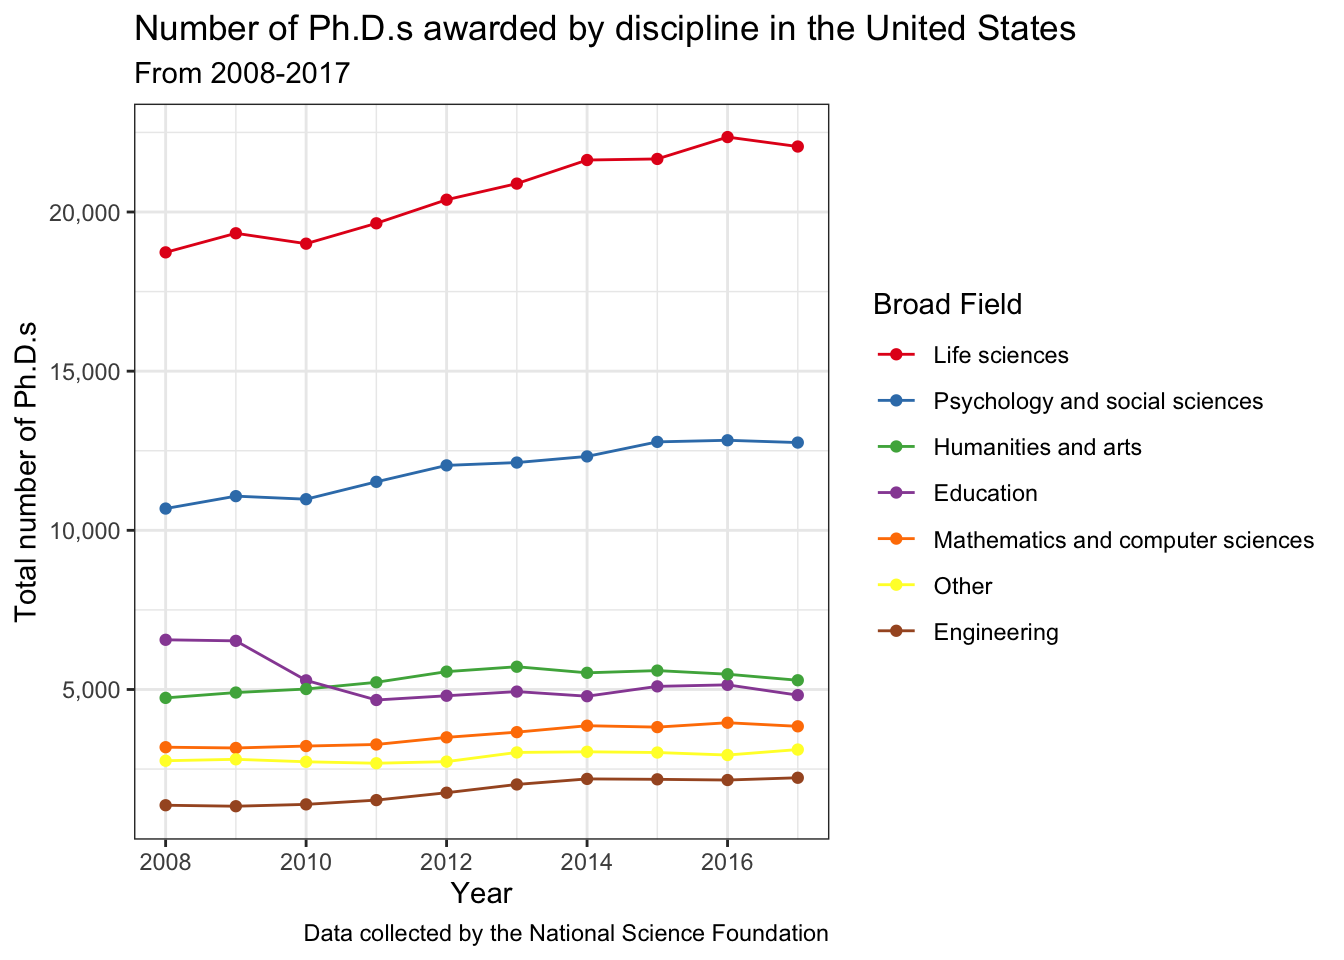 Number of Ph.D.s awarded by discipline in the United States
From 2008-2017
Total number of Ph.D.s
20,000
15,000
10,000
5,000
2008
2010
2012
2014
2016
Year
Data collected by the National Science Foundation
Broad Field
Life sciences
Psychology and social sciences
Humanities and arts
Education
Mathematics and computer sciences
Other
Engineering